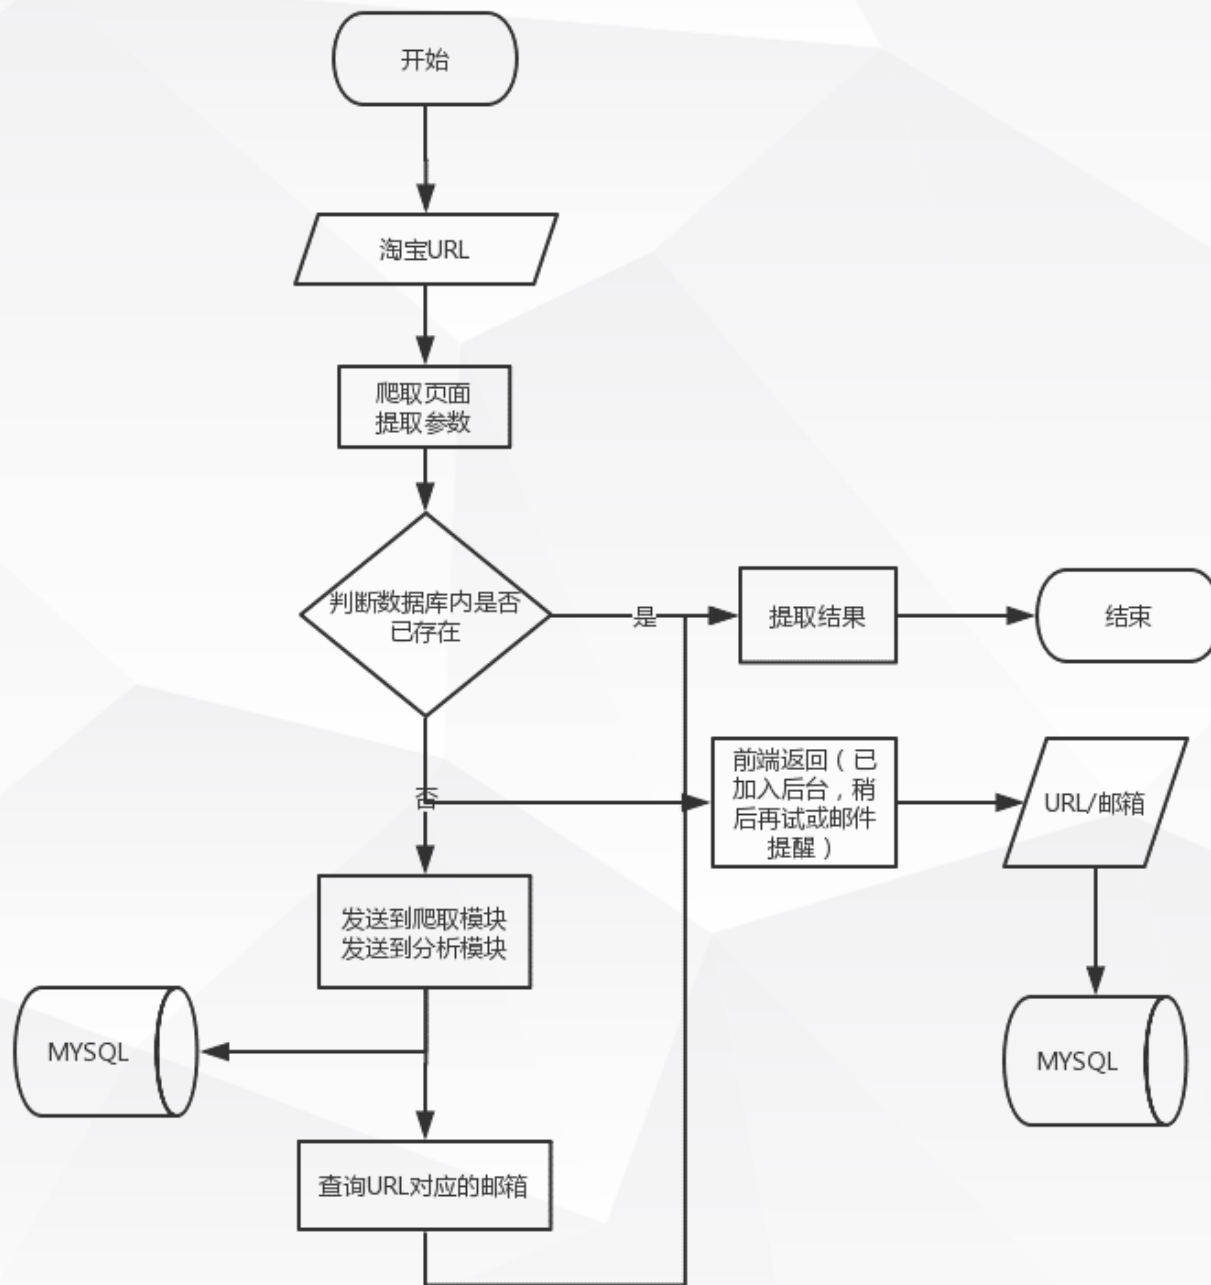 开始
淘宝URL
爬取页面
提取参数
判断数据库内是否
已存在
是
提取结果
结束
否
前端返回（已
加入后台，稍
后再试或邮件
提醒）
URL/邮箱
发送到爬取模块
发送到分析模块
MYSQL
MYSQL
查询URL对应的邮箱